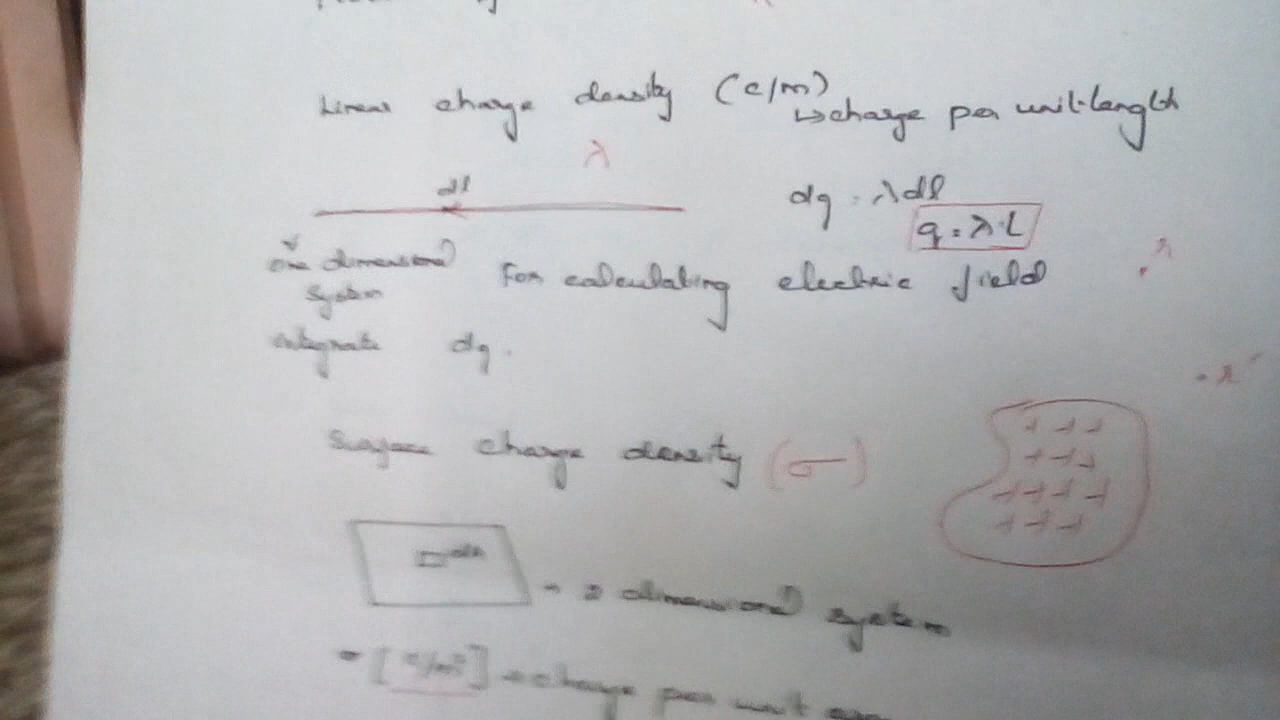 Linear charge density (c/m)
↳ charge per unit length
λ
dl
dq = λdl
q = λ.L
one dimensional
system
For calculating electric field
integrate dq.
Surface charge density (σ)
- 2 dimensional system
- [c/m²] → charge per unit area